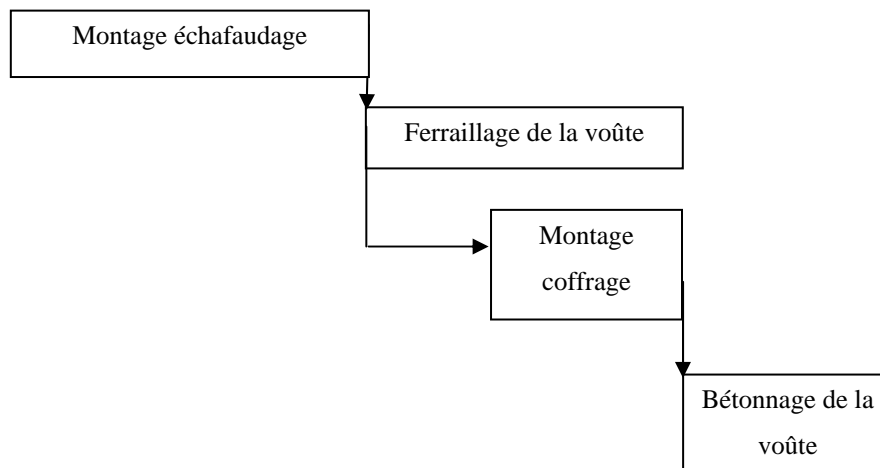 Montage échafaudage
Ferraillage de la voûte
Montage
coffrage
Bétonnage de la
voûte